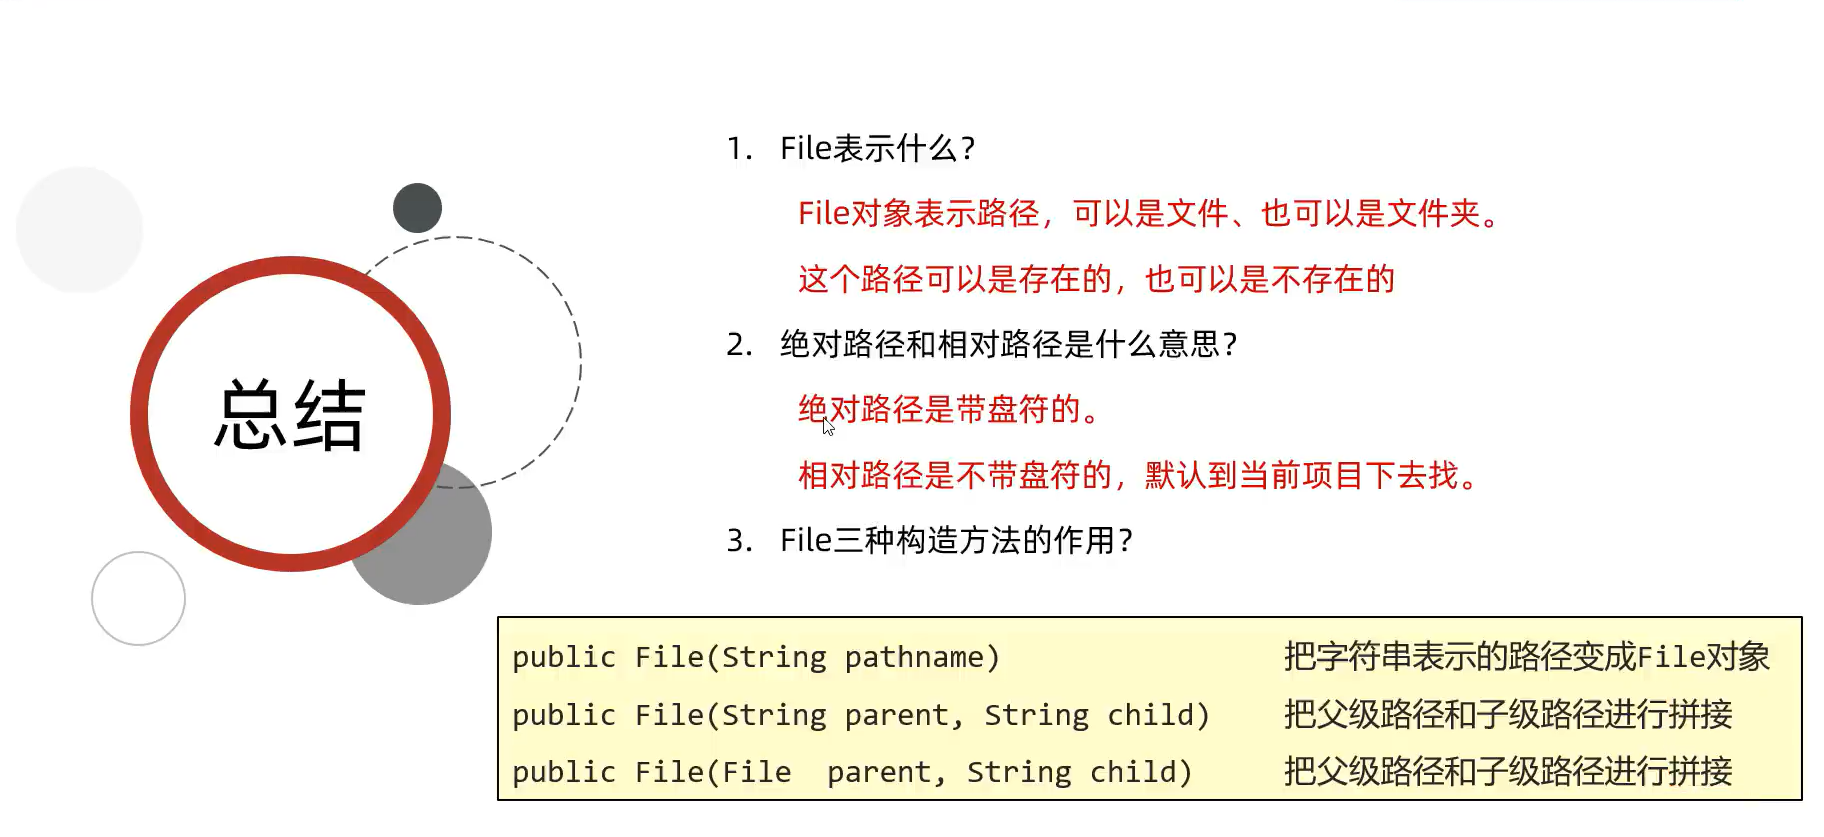 总结
1. File表示什么？
File对象表示路径，可以是文件、也可以是文件夹。
这个路径可以是存在的，也可以是不存在的
2. 绝对路径和相对路径是什么意思？
绝对路径是带盘符的。
相对路径是不带盘符的，默认到当前项目下去找。
3. File三种构造方法的作用？
public File(String pathname) 把字符串表示的路径变成File对象
public File(String parent, String child) 把父级路径和子级路径进行拼接
public File(File parent, String child) 把父级路径和子级路径进行拼接